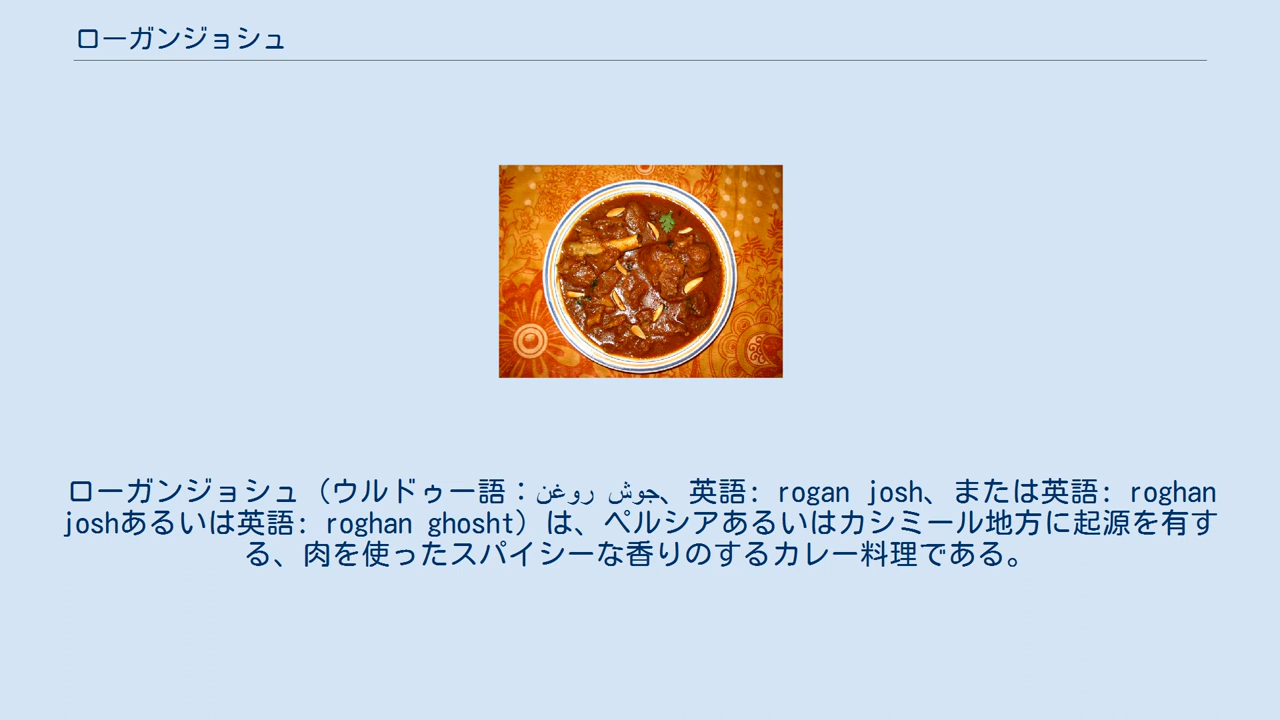 ローガンジョシュ
ローガンジョシュ（ウルドゥー語：جوش روغن、英語: rogan josh、または英語: roghan
joshあるいは英語: roghan ghosht）は、ペルシアあるいはカシミール地方に起源を有す
る、肉を使ったスパイシーな香りのするカレー料理である。